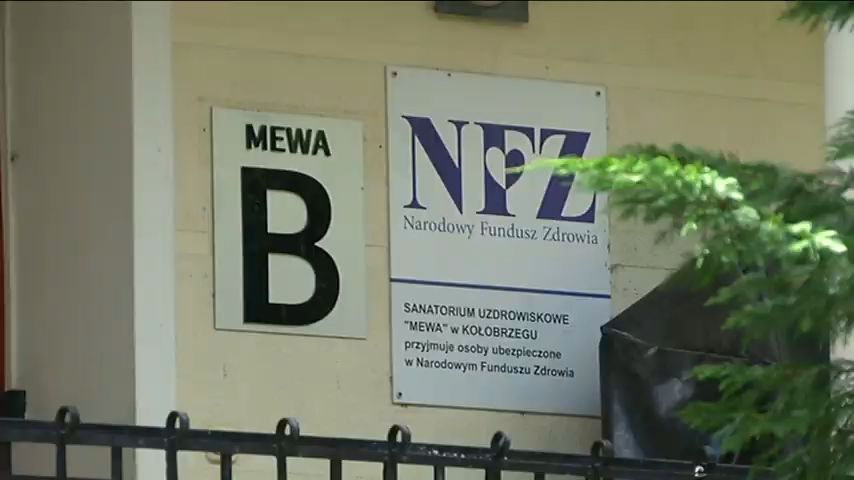 MEWA
B
NFZ
Narodowy Fundusz Zdrowia
SANATORIUM UZDROWISKOWE
"MEWA" w KOŁOBRZEGU
przyjmuje osoby ubezpieczone
w Narodowym Funduszu Zdrowia